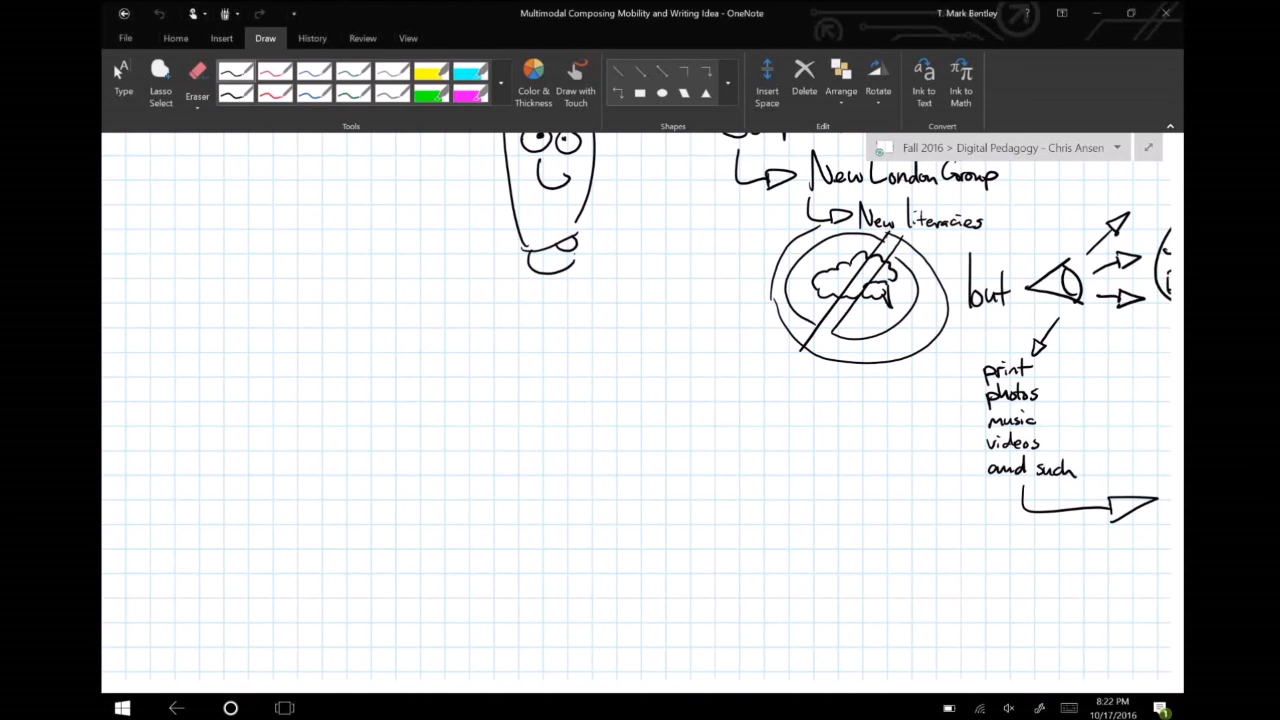 Multimodal Composing Mobility and Writing Idea - OneNote
T. Mark Bentley
?
File
Home
Insert
Draw
History
Review
View
Type
Lasso
Select
Eraser
Color &
Thickness
Draw with
Touch
Insert
Space
Delete
Arrange
Rotate
Ink to
Text
Ink to
Math
Tools
Shapes
Edit
Convert
Fall 2016 > Digital Pedagogy - Chris Ansen
New London Group
New literacies
but
print
photos
music
videos
and such
8:22 PM
10/17/2016
1